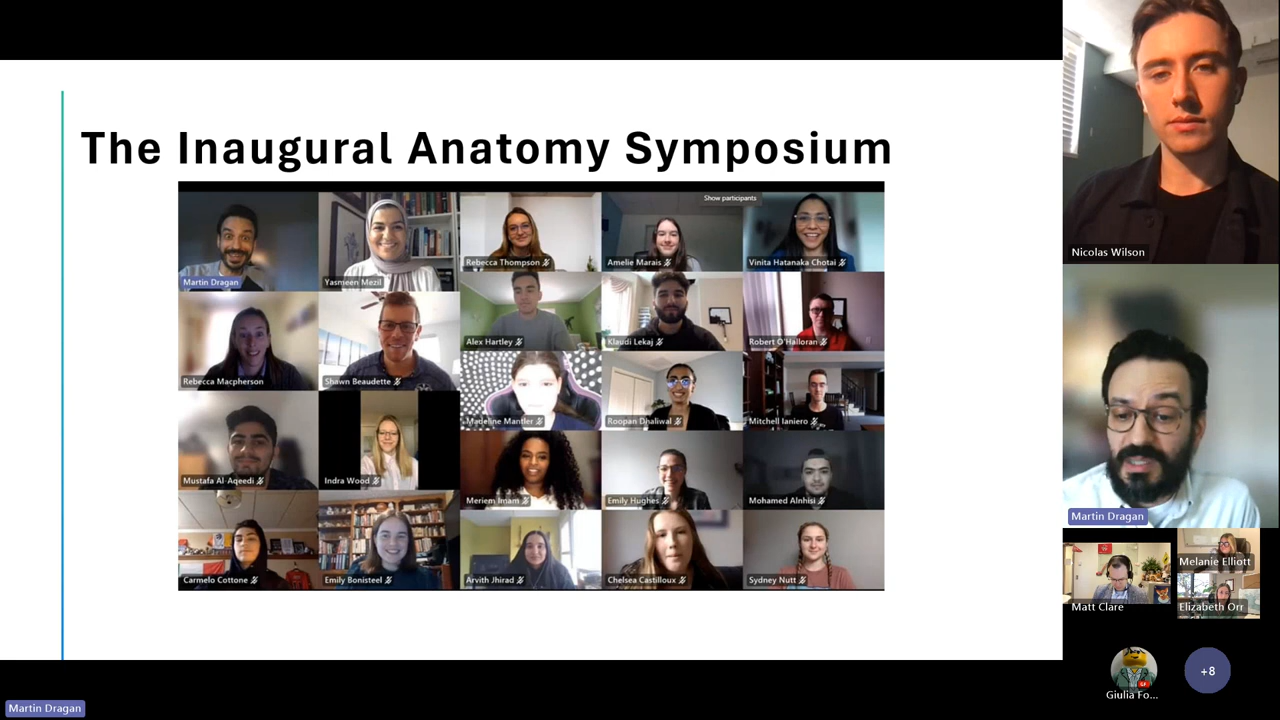 The Inaugural Anatomy Symposium
Show participants
Martin Dragan
Yasmeen Mezil
Rebecca Thompson
Amelie Marais
Vinita Hatanaka Chotai
Rebecca Macpherson
Shawn Beaudette
Alex Hartley
Klaudi Lekaj
Robert O'Halloran
Madeline Mantler
Roopan Dhaliwal
Mitchell Ianiero
Mustafa Al-Aqeedi
Indra Wood
Meriem Imam
Emily Hughes
Mohamed Alnhisi
Carmelo Cottone
Emily Bonisteel
Arvith Jhirad
Chelsea Castilloux
Sydney Nutt
Nicolas Wilson
Martin Dragan
Matt Clare
Melanie Elliott
Elizabeth Orr
Giulia Fo...
+8
Martin Dragan